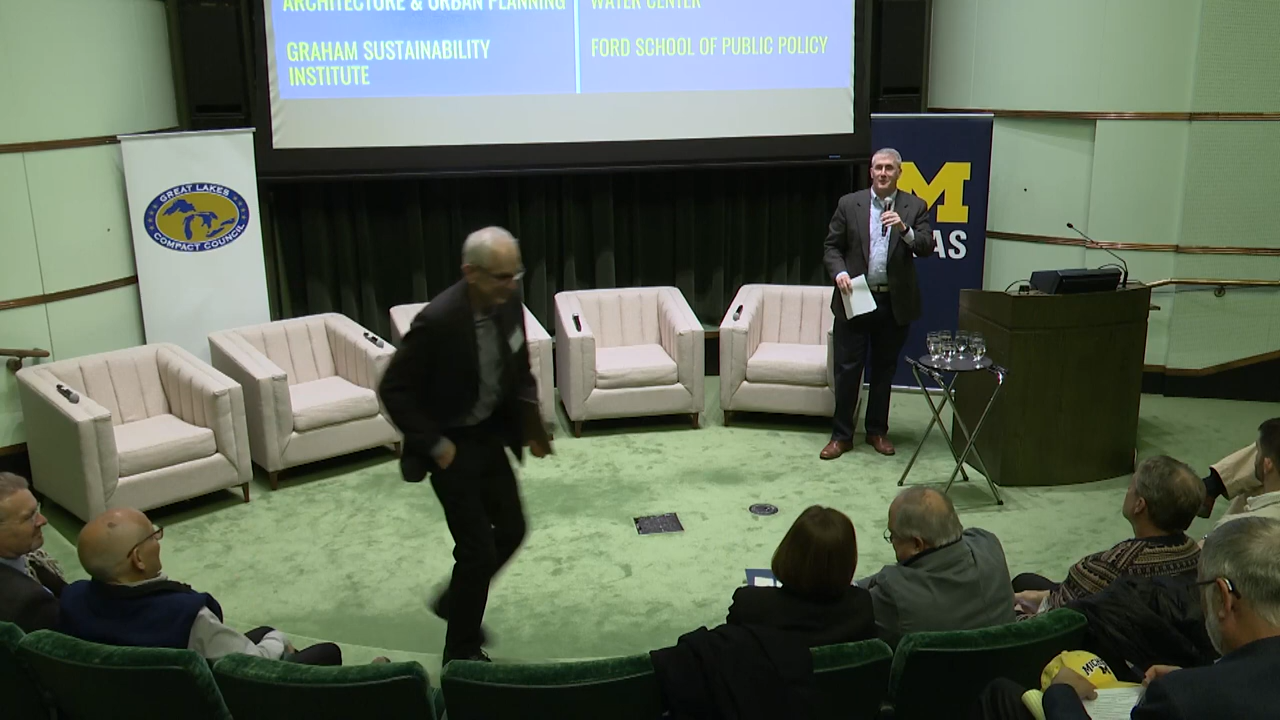 ARCHITECTURE & URBAN PLANNING
GRAHAM SUSTAINABILITY
INSTITUTE
WATER CENTER
FORD SCHOOL OF PUBLIC POLICY
GREAT LAKES
COMPACT COUNCIL
M
AS